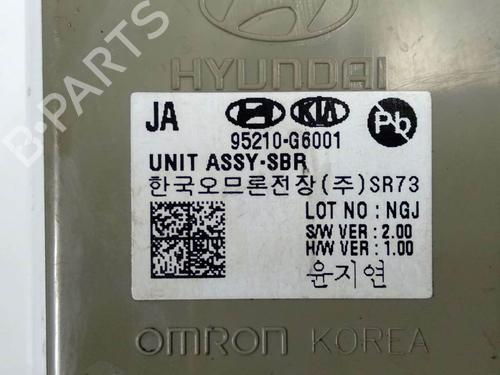 HYUNDAI
JA KIA Pb
95210-G6001
UNIT ASSY-SBR
한국오므론전장(주)SR73
LOT NO : NGJ
S/W VER : 2.00
H/W VER : 1.00
윤지연
OMRON KOREA
B-PARTS